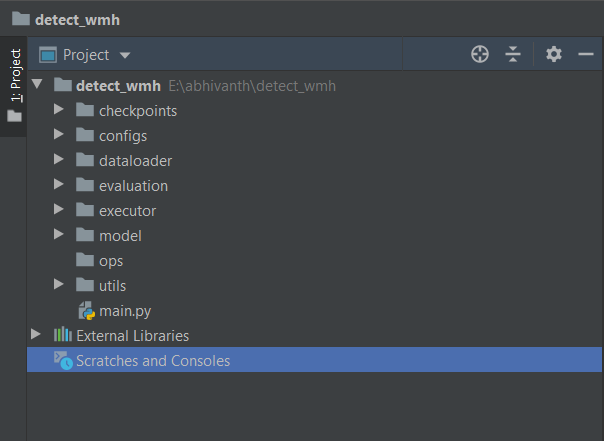 detect_wmh
1: Project
Project
detect_wmh E:\abhivanth\detect_wmh
checkpoints
configs
dataloader
evaluation
executor
model
ops
utils
main.py
External Libraries
Scratches and Consoles